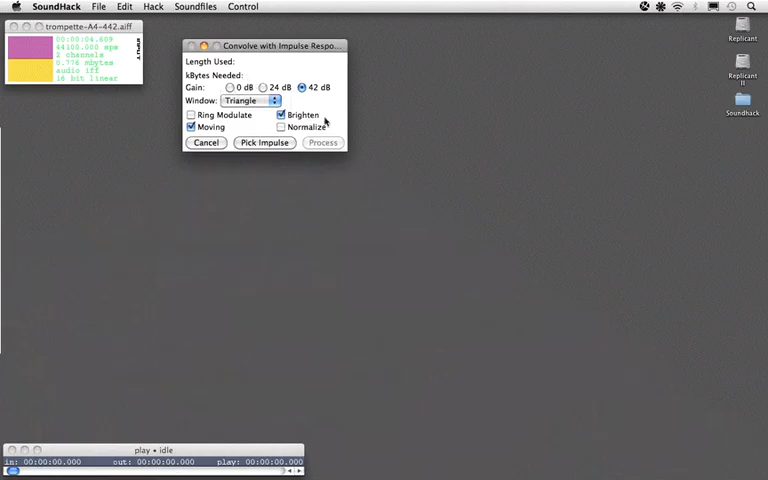 SoundHack File Edit Hack Soundfiles Control
trompette-A4-442.aiff
00:00:04.609
44100.000 spm
2 channels
0.776 mbytes
audio iff
16 bit linear
INPUT
Convolve with Impulse Respo...
Length Used:
kBytes Needed:
Gain: 0 dB 24 dB 42 dB
Window: Triangle
Ring Modulate Brighten
Moving Normalize
Cancel Pick Impulse Process
Replicant
Replicant II
Soundhack
play • idle
in: 00:00:00.000 out: 00:00:00.000 play: 00:00:00.000